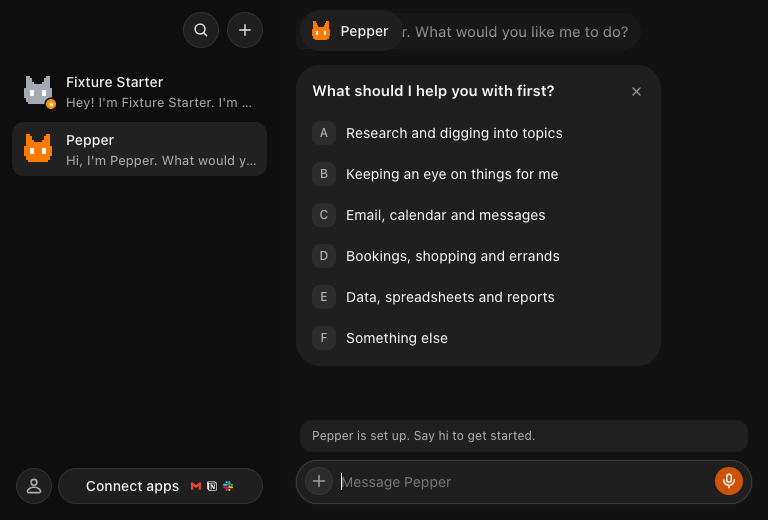 Fixture Starter
Hey! I'm Fixture Starter. I'm ...
Pepper
Hi, I'm Pepper. What would y...
Connect apps
Pepper
r. What would you like me to do?
What should I help you with first?
A Research and digging into topics
B Keeping an eye on things for me
C Email, calendar and messages
D Bookings, shopping and errands
E Data, spreadsheets and reports
F Something else
Pepper is set up. Say hi to get started.
Message Pepper